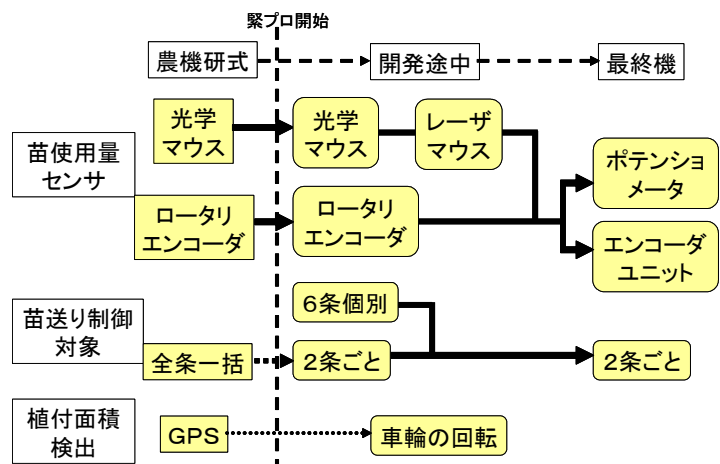 緊プロ開始
農機研式
開発途中
最終機
苗使用量
センサ
光学
マウス
光学
マウス
レーザ
マウス
ロータリ
エンコーダ
ロータリ
エンコーダ
ポテンショ
メータ
エンコーダ
ユニット
苗送り制御
対象
6条個別
全条一括
2条ごと
2条ごと
植付面積
検出
GPS
車輪の回転